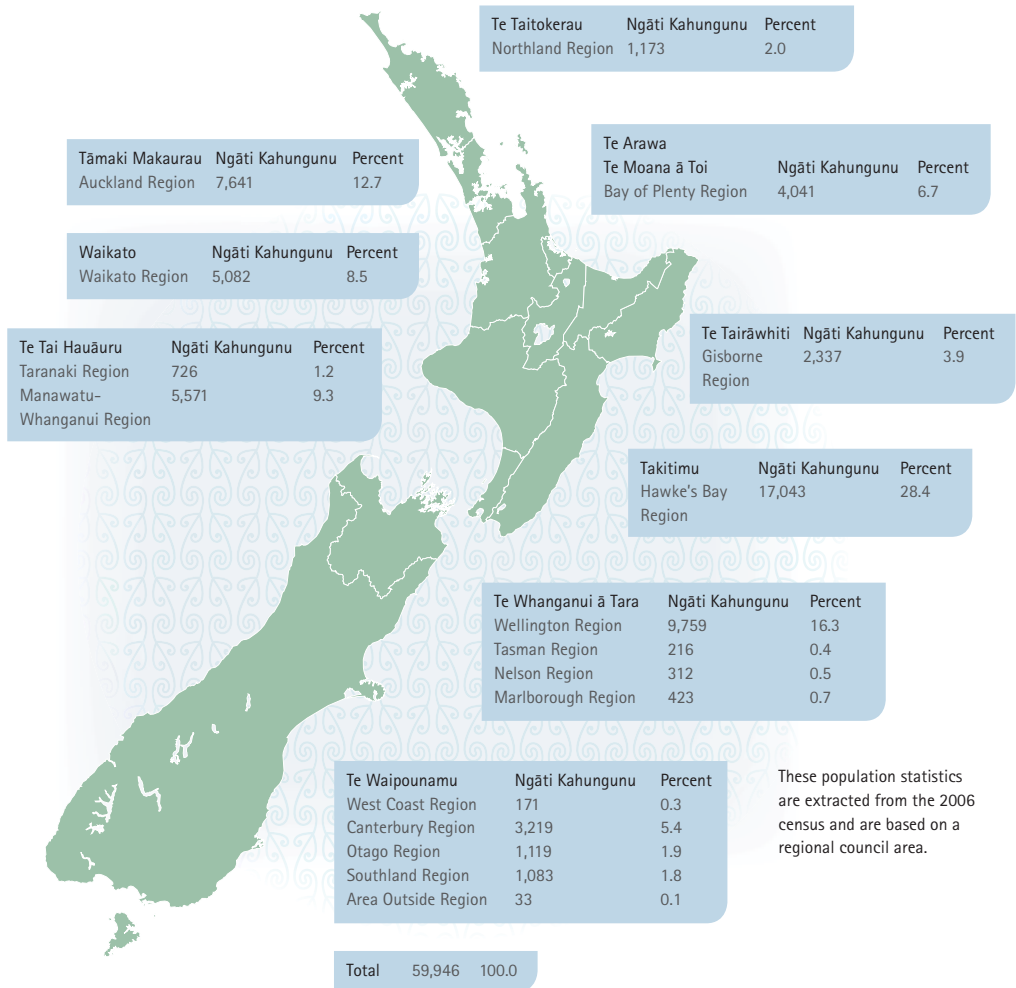 Te Taitokerau Ngāti Kahungunu Percent
Northland Region 1,173 2.0
Tāmaki Makaurau Ngāti Kahungunu Percent
Auckland Region 7,641 12.7
Te Arawa
Te Moana ā Toi Ngāti Kahungunu Percent
Bay of Plenty Region 4,041 6.7
Waikato Ngāti Kahungunu Percent
Waikato Region 5,082 8.5
Te Tai Hauāuru Ngāti Kahungunu Percent
Taranaki Region 726 1.2
Manawatu- 5,571 9.3
Whanganui Region
Te Tairāwhiti Ngāti Kahungunu Percent
Gisborne 2,337 3.9
Region
Takitimu Ngāti Kahungunu Percent
Hawke's Bay 17,043 28.4
Region
Te Whanganui ā Tara Ngāti Kahungunu Percent
Wellington Region 9,759 16.3
Tasman Region 216 0.4
Nelson Region 312 0.5
Marlborough Region 423 0.7
Te Waipounamu Ngāti Kahungunu Percent
West Coast Region 171 0.3
Canterbury Region 3,219 5.4
Otago Region 1,119 1.9
Southland Region 1,083 1.8
Area Outside Region 33 0.1
These population statistics
are extracted from the 2006
census and are based on a
regional council area.
Total 59,946 100.0